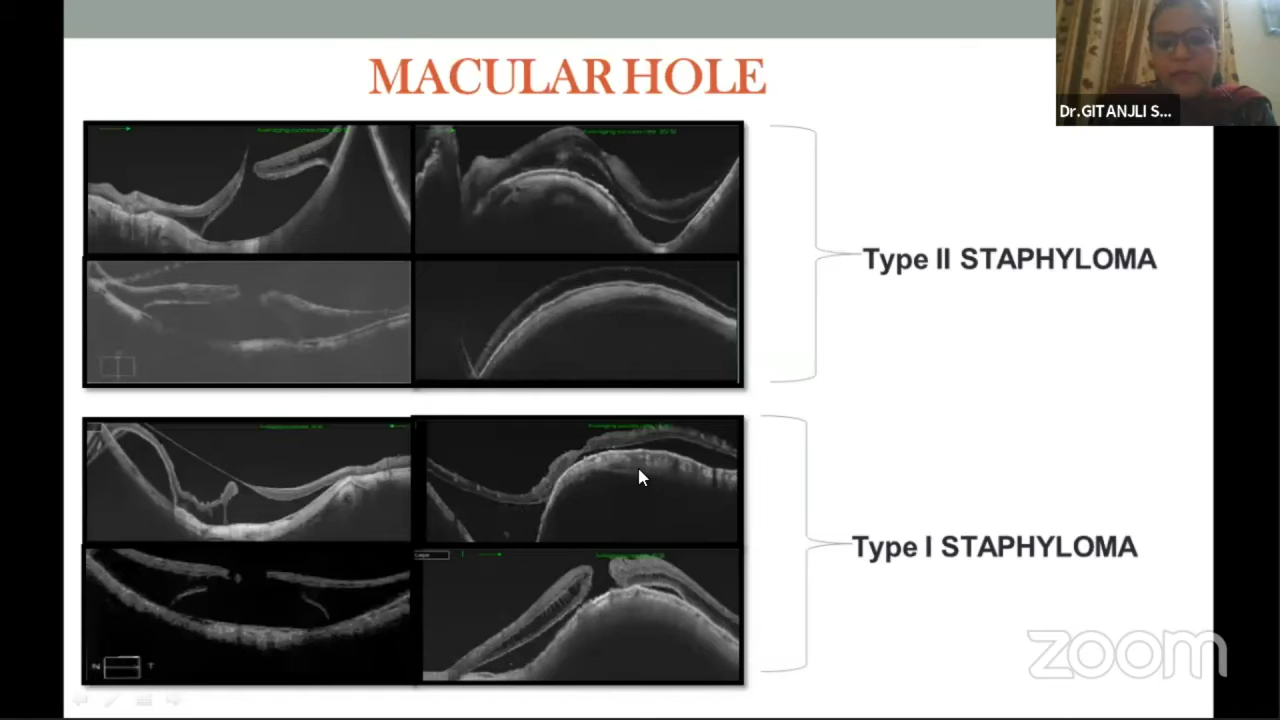 MACULAR HOLE
Dr.GITANJLI S...
Type II STAPHYLOMA
Type I STAPHYLOMA
N T
zoom